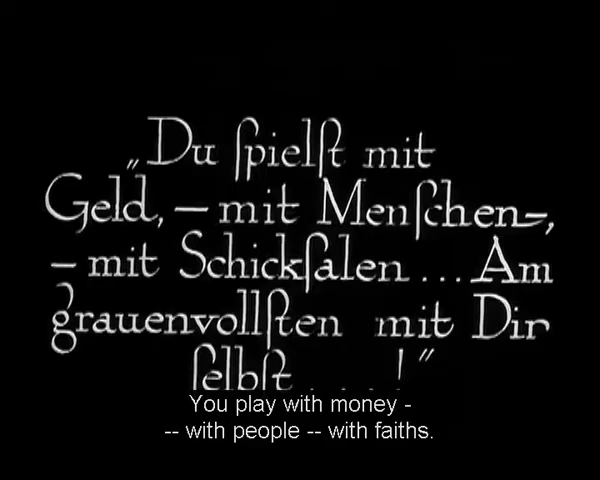 „Du ſpielſt mit
Geld, – mit Menſchen–,
– mit Schickſalen... Am
grauenvollſten mit Dir
ſelbſt....!"
You play with money -
-- with people -- with faiths.